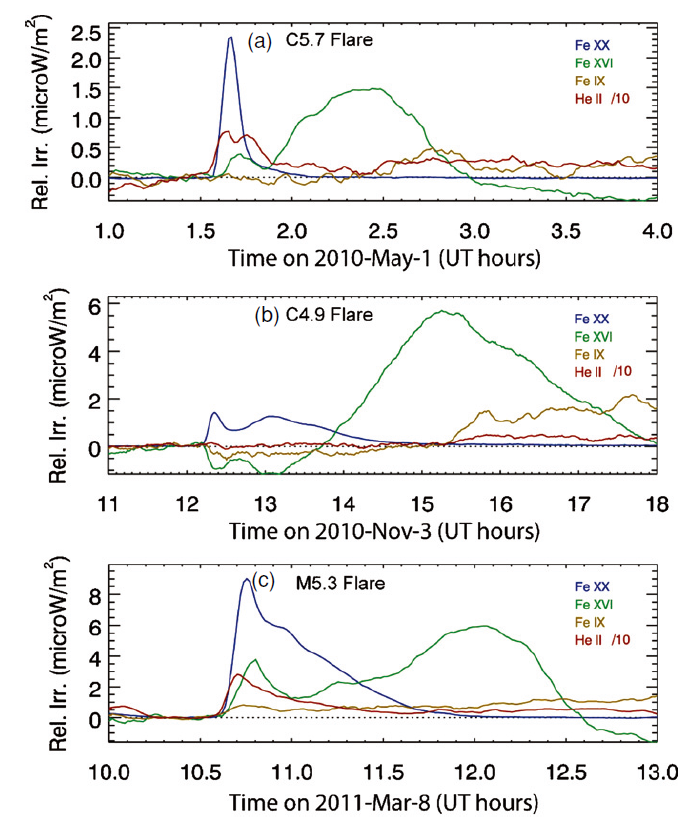 (a) C5.7 Flare
Fe XX
Fe XVI
Fe IX
He II /10
2.5
2.0
1.5
1.0
0.5
0.0
Rel. Irr. (microW/m²)
1.0 1.5 2.0 2.5 3.0 3.5 4.0
Time on 2010-May-1 (UT hours)
(b) C4.9 Flare
Fe XX
Fe XVI
Fe IX
He II /10
6
4
2
0
Rel. Irr. (microW/m²)
11 12 13 14 15 16 17 18
Time on 2010-Nov-3 (UT hours)
(c) M5.3 Flare
Fe XX
Fe XVI
Fe IX
He II /10
8
6
4
2
0
Rel. Irr. (microW/m²)
10.0 10.5 11.0 11.5 12.0 12.5 13.0
Time on 2011-Mar-8 (UT hours)